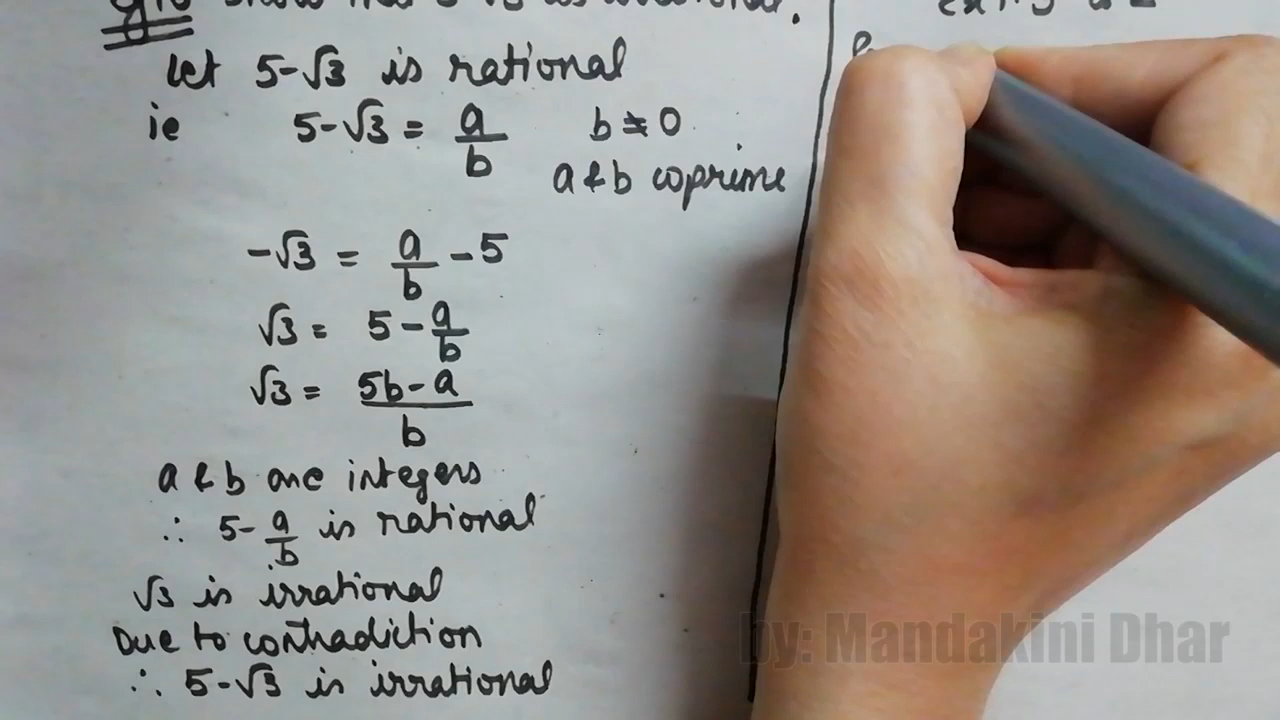 let 5-√3 is rational
ie 5-√3 = a/b b ≠ 0
a & b coprime
-√3 = a/b - 5
√3 = 5 - a/b
√3 = 5b - a/b
a & b are integers
∴ 5 - a/b is rational
√3 is irrational
Due to contradiction
∴ 5-√3 is irrational
by: Mandakini Dhar